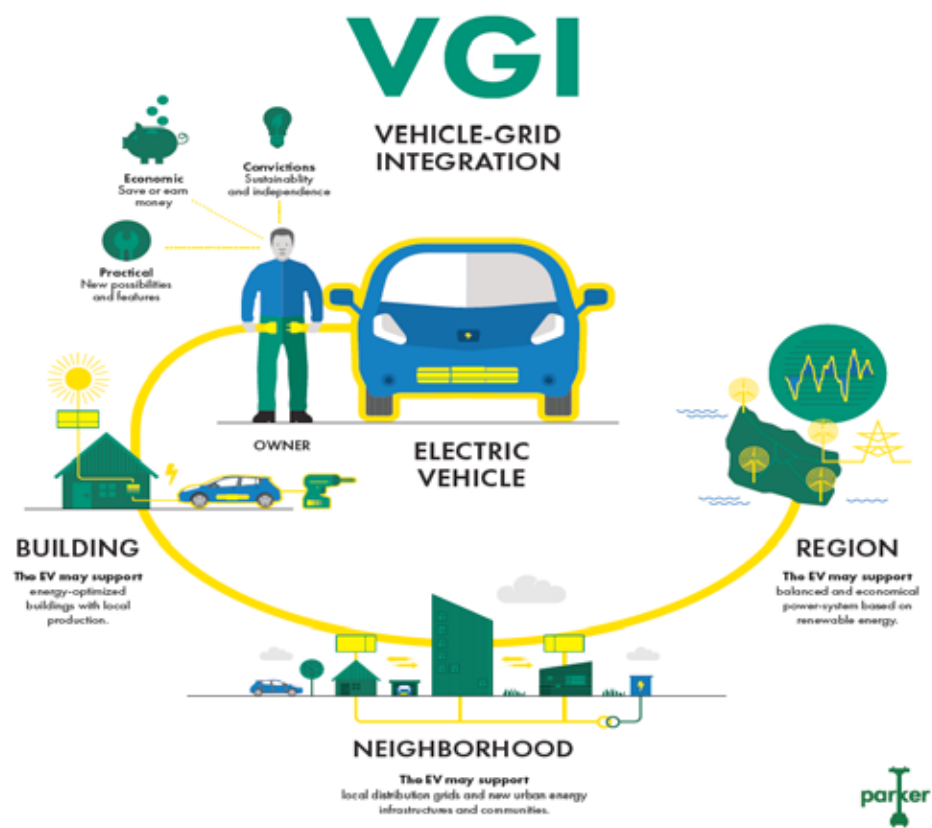 VGI
VEHICLE-GRID
INTEGRATION
Economic
Save or earn
money
Convictions
Sustainability
and independence
Practical
New possibilities
and features
OWNER
ELECTRIC
VEHICLE
BUILDING
The EV may support
energy-optimized
buildings with local
production.
REGION
The EV may support
balanced and economical
power-system based on
renewable energy.
NEIGHBORHOOD
The EV may support
local distribution grids and new urban energy
infrastructures and communities.
parker